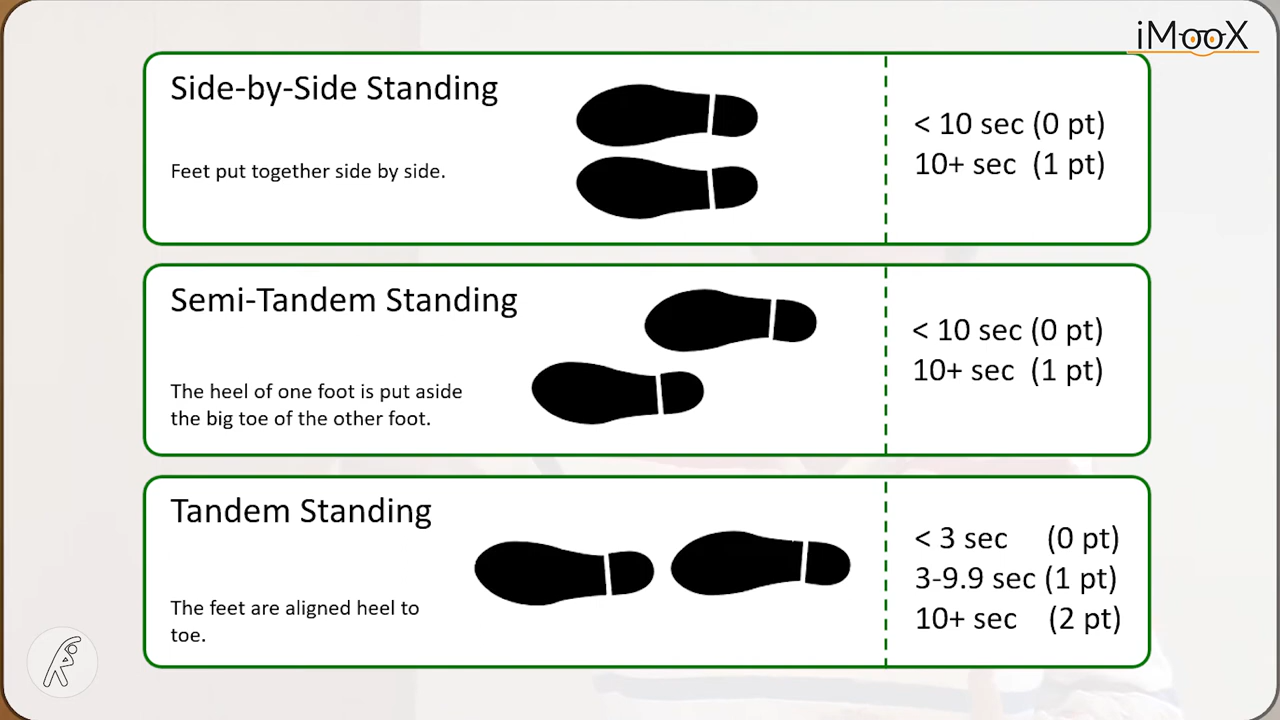 iMooX
Side-by-Side Standing
Feet put together side by side.
< 10 sec (0 pt)
10+ sec (1 pt)
Semi-Tandem Standing
The heel of one foot is put aside
the big toe of the other foot.
< 10 sec (0 pt)
10+ sec (1 pt)
Tandem Standing
The feet are aligned heel to
toe.
< 3 sec (0 pt)
3-9.9 sec (1 pt)
10+ sec (2 pt)